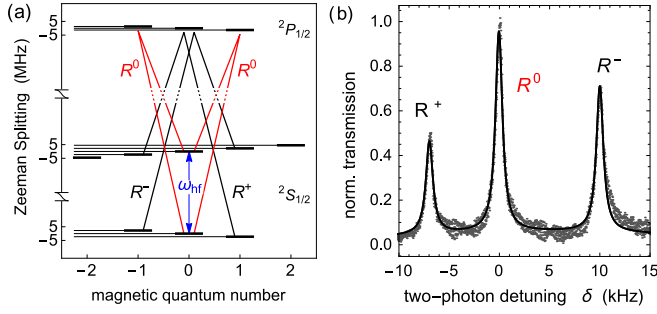 (a)
Zeeman Splitting (MHz)
5
-5
²P₁/₂
R⁰
R⁰
5
-5
R⁻
ω_hf
R⁺
²S₁/₂
5
-5
-2 -1 0 1 2
magnetic quantum number
(b)
norm. transmission
1.0
0.8
0.6
0.4
0.2
0.0
R⁺
R⁰
R⁻
-10 -5 0 5 10 15
two-photon detuning δ (kHz)